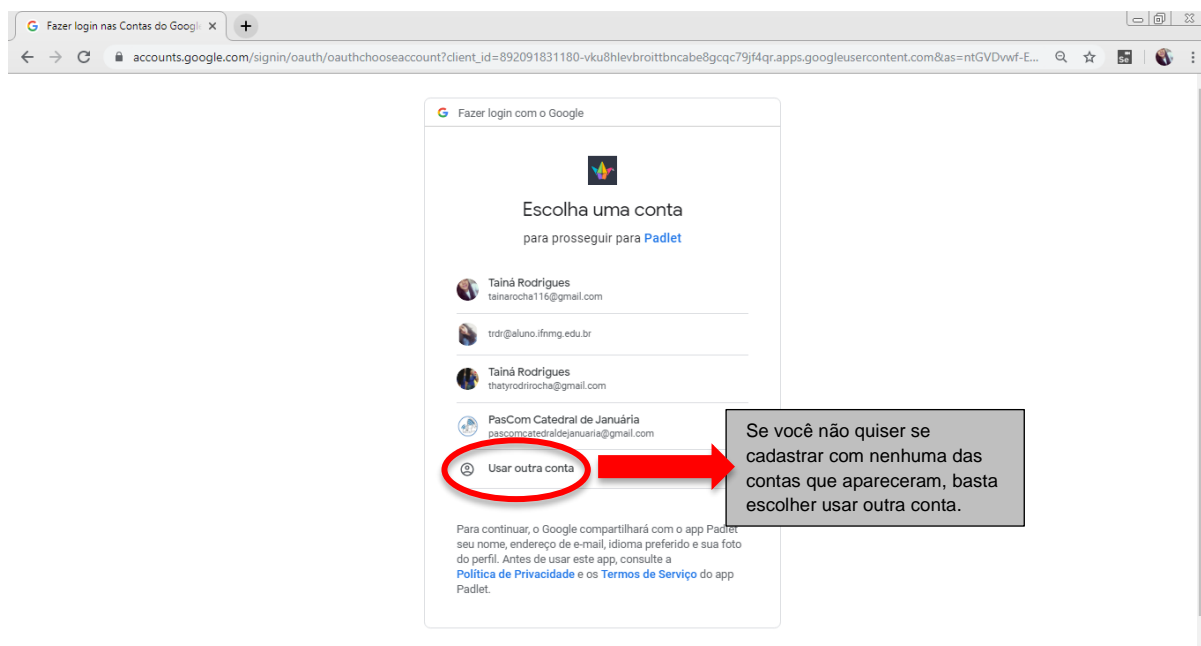 Fazer login nas Contas do Googl
accounts.google.com/signin/oauth/oauthchooseaccount?client_id=892091831180-vku8hlevbroittbncabe8gcqc79jf4qr.apps.googleusercontent.com&as=ntGVDvwf-E...
Se
G Fazer login com o Google
Escolha uma conta
para prosseguir para Padlet
Tainá Rodrigues
tainarocha116@gmail.com
trdr@aluno.ifnmg.edu.br
Tainá Rodrigues
thatyrodrirocha@gmail.com
PasCom Catedral de Januária
pascomcatedraldejanuaria@gmail.com
Usar outra conta
Se você não quiser se
cadastrar com nenhuma das
contas que apareceram, basta
escolher usar outra conta.
Para continuar, o Google compartilhará com o app Padlet
seu nome, endereço de e-mail, idioma preferido e sua foto
do perfil. Antes de usar este app, consulte a
Política de Privacidade e os Termos de Serviço do app
Padlet.